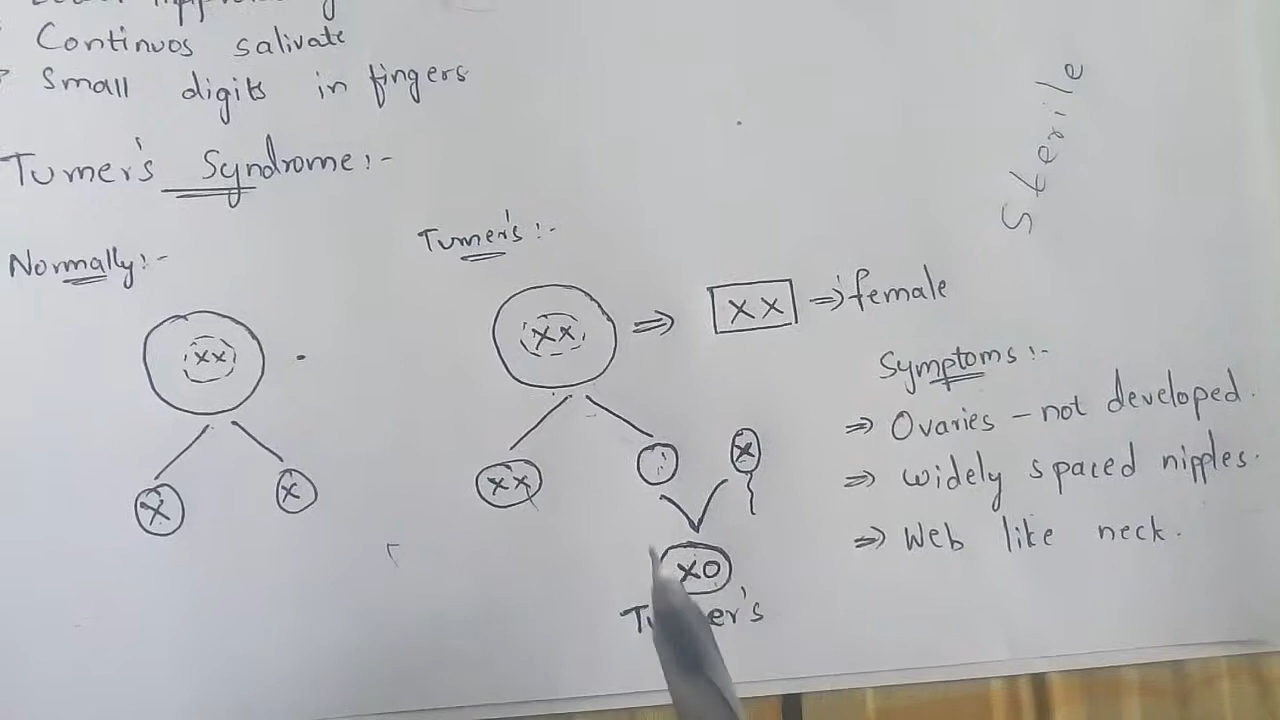 Continuos salivate
Small digits in fingers
Turner's Syndrome:-
Sterile
Normally:-
Turner's:-
XX
XX
XX ⇒ female
X
X
XX
X
XO
Symptoms:-
⇒ Ovaries - not developed.
⇒ widely spaced nipples.
⇒ Web like neck.